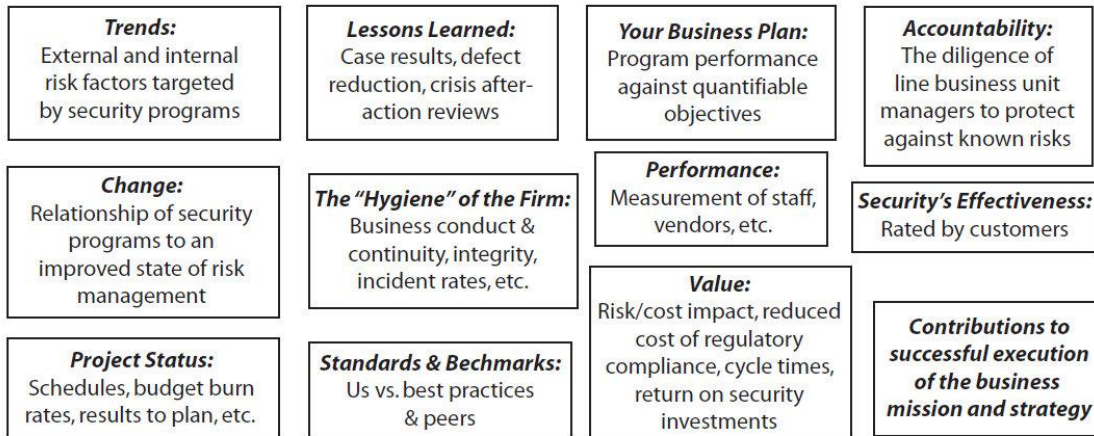 Trends:
External and internal
risk factors targeted
by security programs
Lessons Learned:
Case results, defect
reduction, crisis after-
action reviews
Your Business Plan:
Program performance
against quantifiable
objectives
Accountability:
The diligence of
line business unit
managers to protect
against known risks
Change:
Relationship of security
programs to an
improved state of risk
management
The “Hygiene” of the Firm:
Business conduct &
continuity, integrity,
incident rates, etc.
Performance:
Measurement of staff,
vendors, etc.
Security’s Effectiveness:
Rated by customers
Project Status:
Schedules, budget burn
rates, results to plan, etc.
Standards & Bechmarks:
Us vs. best practices
& peers
Value:
Risk/cost impact, reduced
cost of regulatory
compliance, cycle times,
return on security
investments
Contributions to
successful execution
of the business
mission and strategy